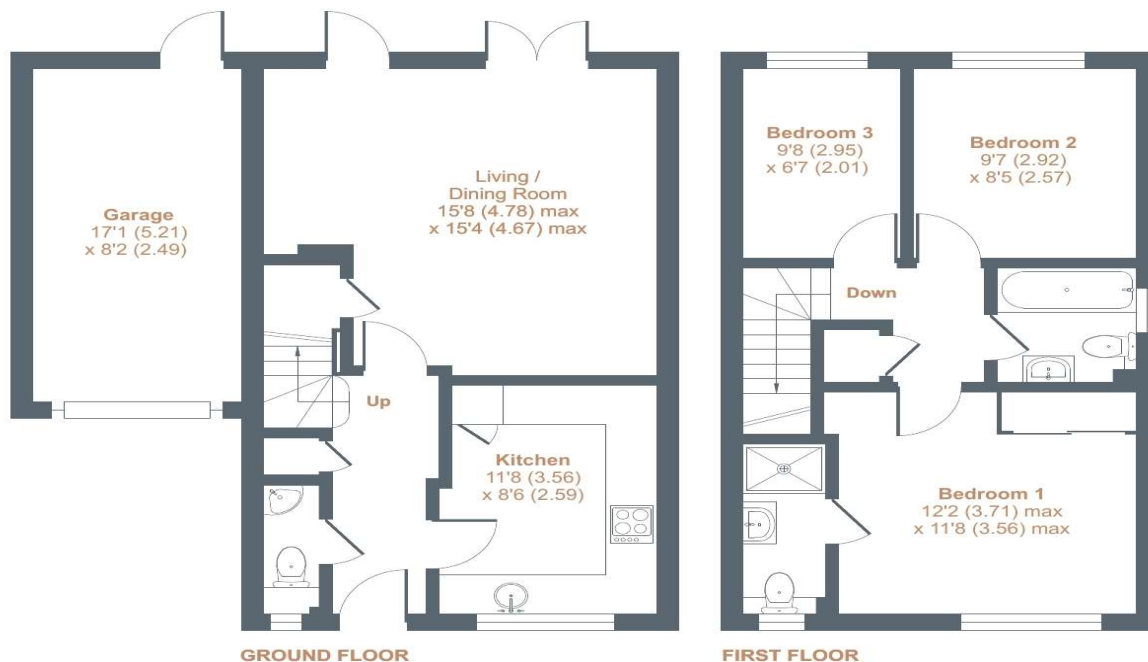 Garage
17'1 (5.21)
x 8'2 (2.49)
Living /
Dining Room
15'8 (4.78) max
x 15'4 (4.67) max
Up
Kitchen
11'8 (3.56)
x 8'6 (2.59)
GROUND FLOOR
Bedroom 3
9'8 (2.95)
x 6'7 (2.01)
Bedroom 2
9'7 (2.92)
x 8'5 (2.57)
Down
Bedroom 1
12'2 (3.71) max
x 11'8 (3.56) max
FIRST FLOOR